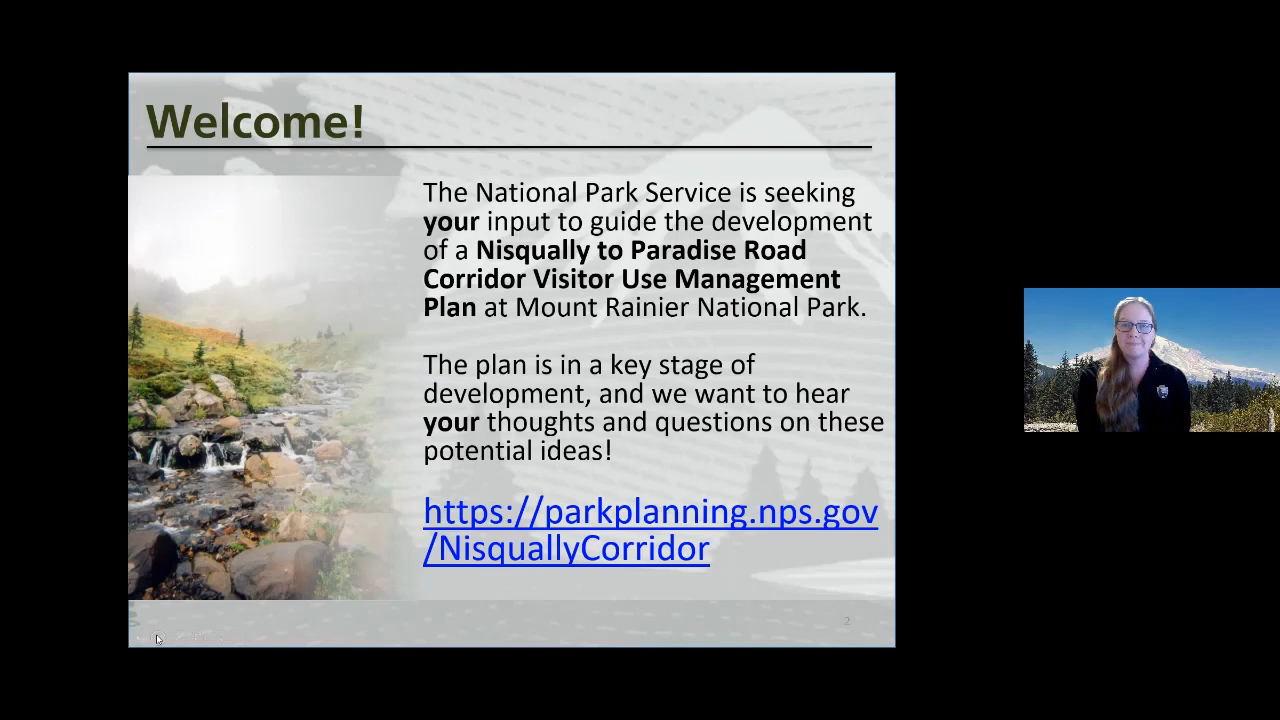 Welcome!
The National Park Service is seeking
your input to guide the development
of a Nisqually to Paradise Road
Corridor Visitor Use Management
Plan at Mount Rainier National Park.
The plan is in a key stage of
development, and we want to hear
your thoughts and questions on these
potential ideas!
https://parkplanning.nps.gov
/NisquallyCorridor
2